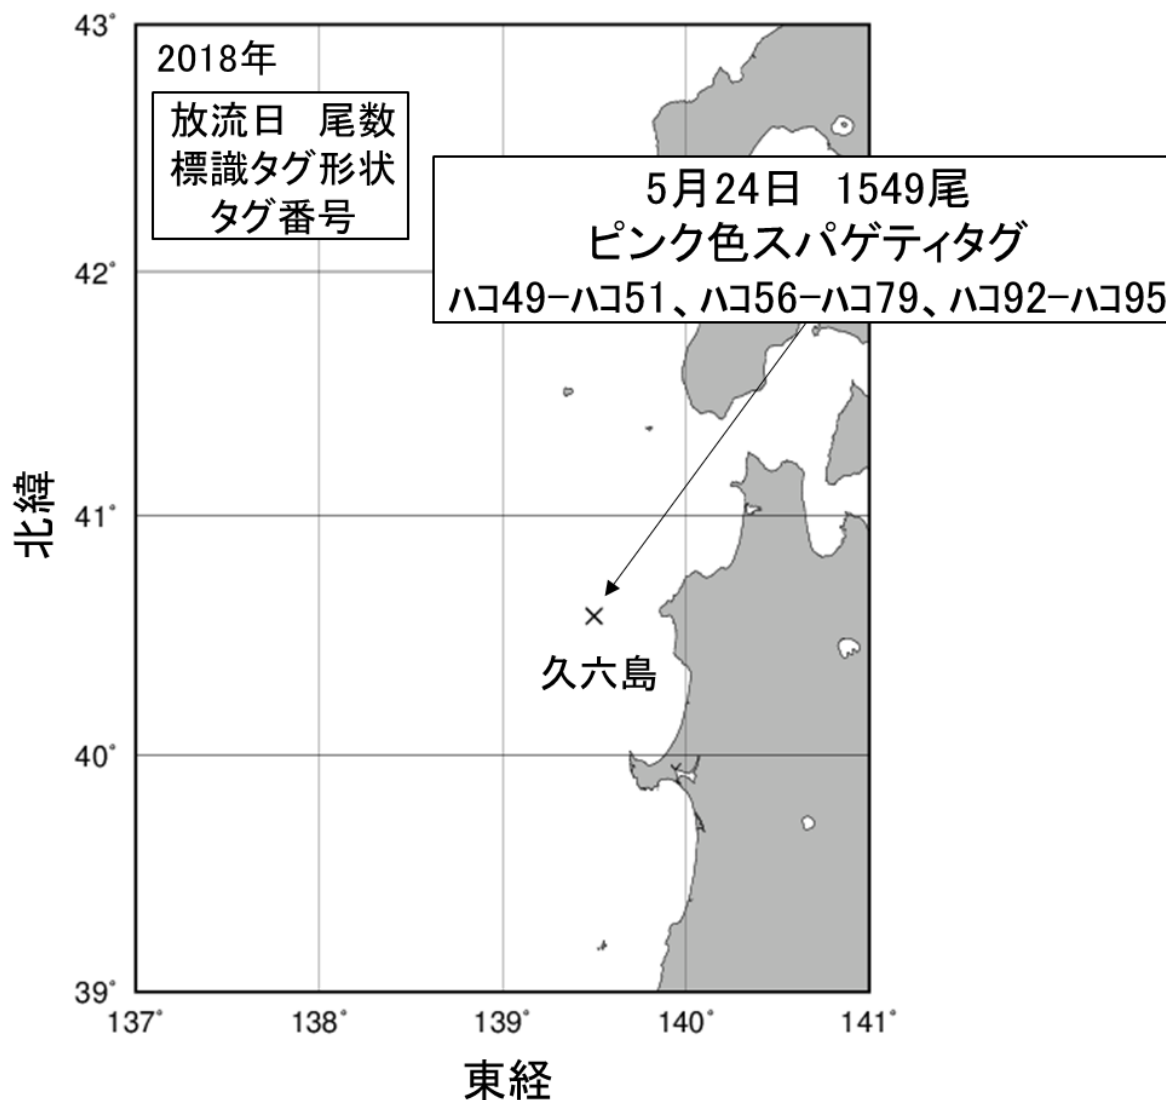 43°
2018年
放流日　尾数
標識タグ形状
タグ番号
5月24日　1549尾
ピンク色スパゲティタグ
ﾊｺ49−ﾊｺ51、ﾊｺ56−ﾊｺ79、ﾊｺ92−ﾊｺ95
42°
41°
北緯
久六島
40°
39°
137°
138°
139°
140°
141°
東経